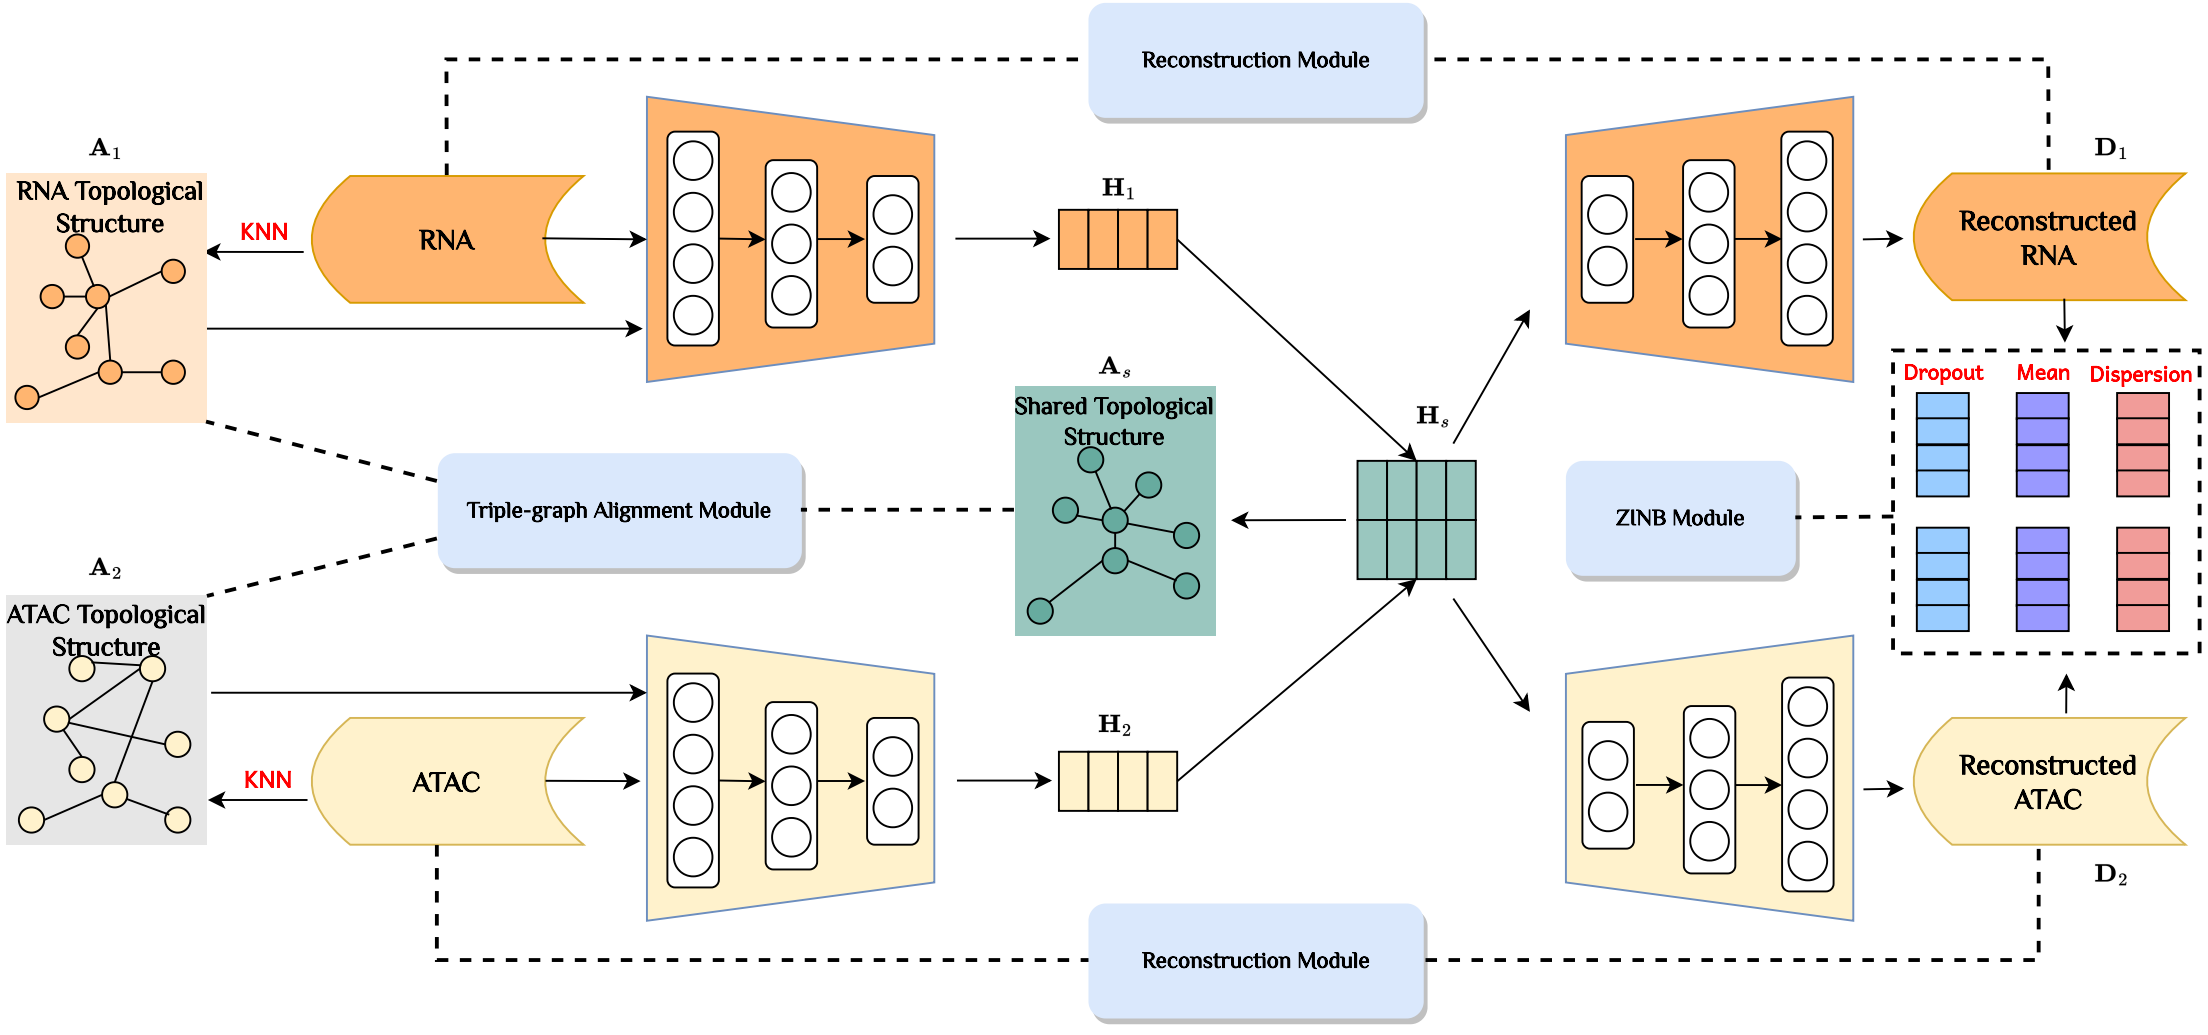 Reconstruction Module
A1
RNA Topological
Structure
KNN
RNA
H1
D1
Reconstructed
RNA
As
Shared Topological
Structure
Hs
Dropout
Mean
Dispersion
Triple-graph Alignment Module
ZINB Module
A2
ATAC Topological
Structure
KNN
ATAC
H2
Reconstructed
ATAC
D2
Reconstruction Module